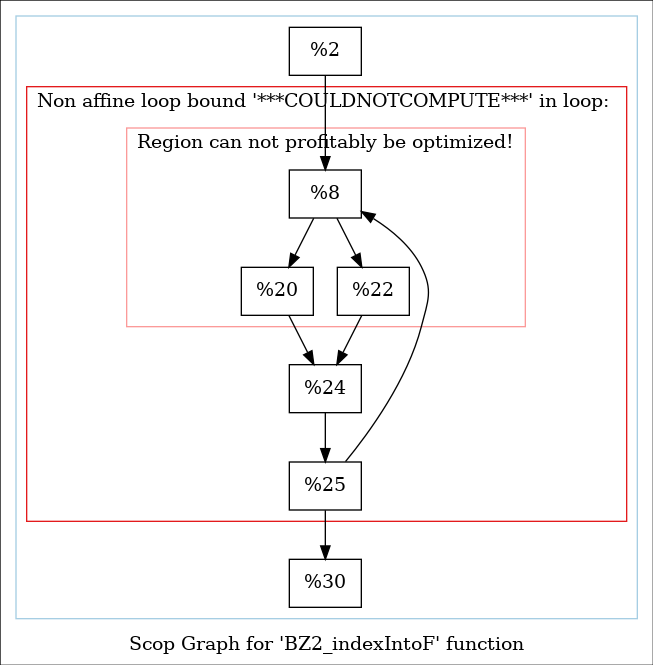 %2
Non affine loop bound '***COULDNOTCOMPUTE***' in loop:
Region can not profitably be optimized!
%8
%20 %22
%24
%25
%30
Scop Graph for 'BZ2_indexIntoF' function